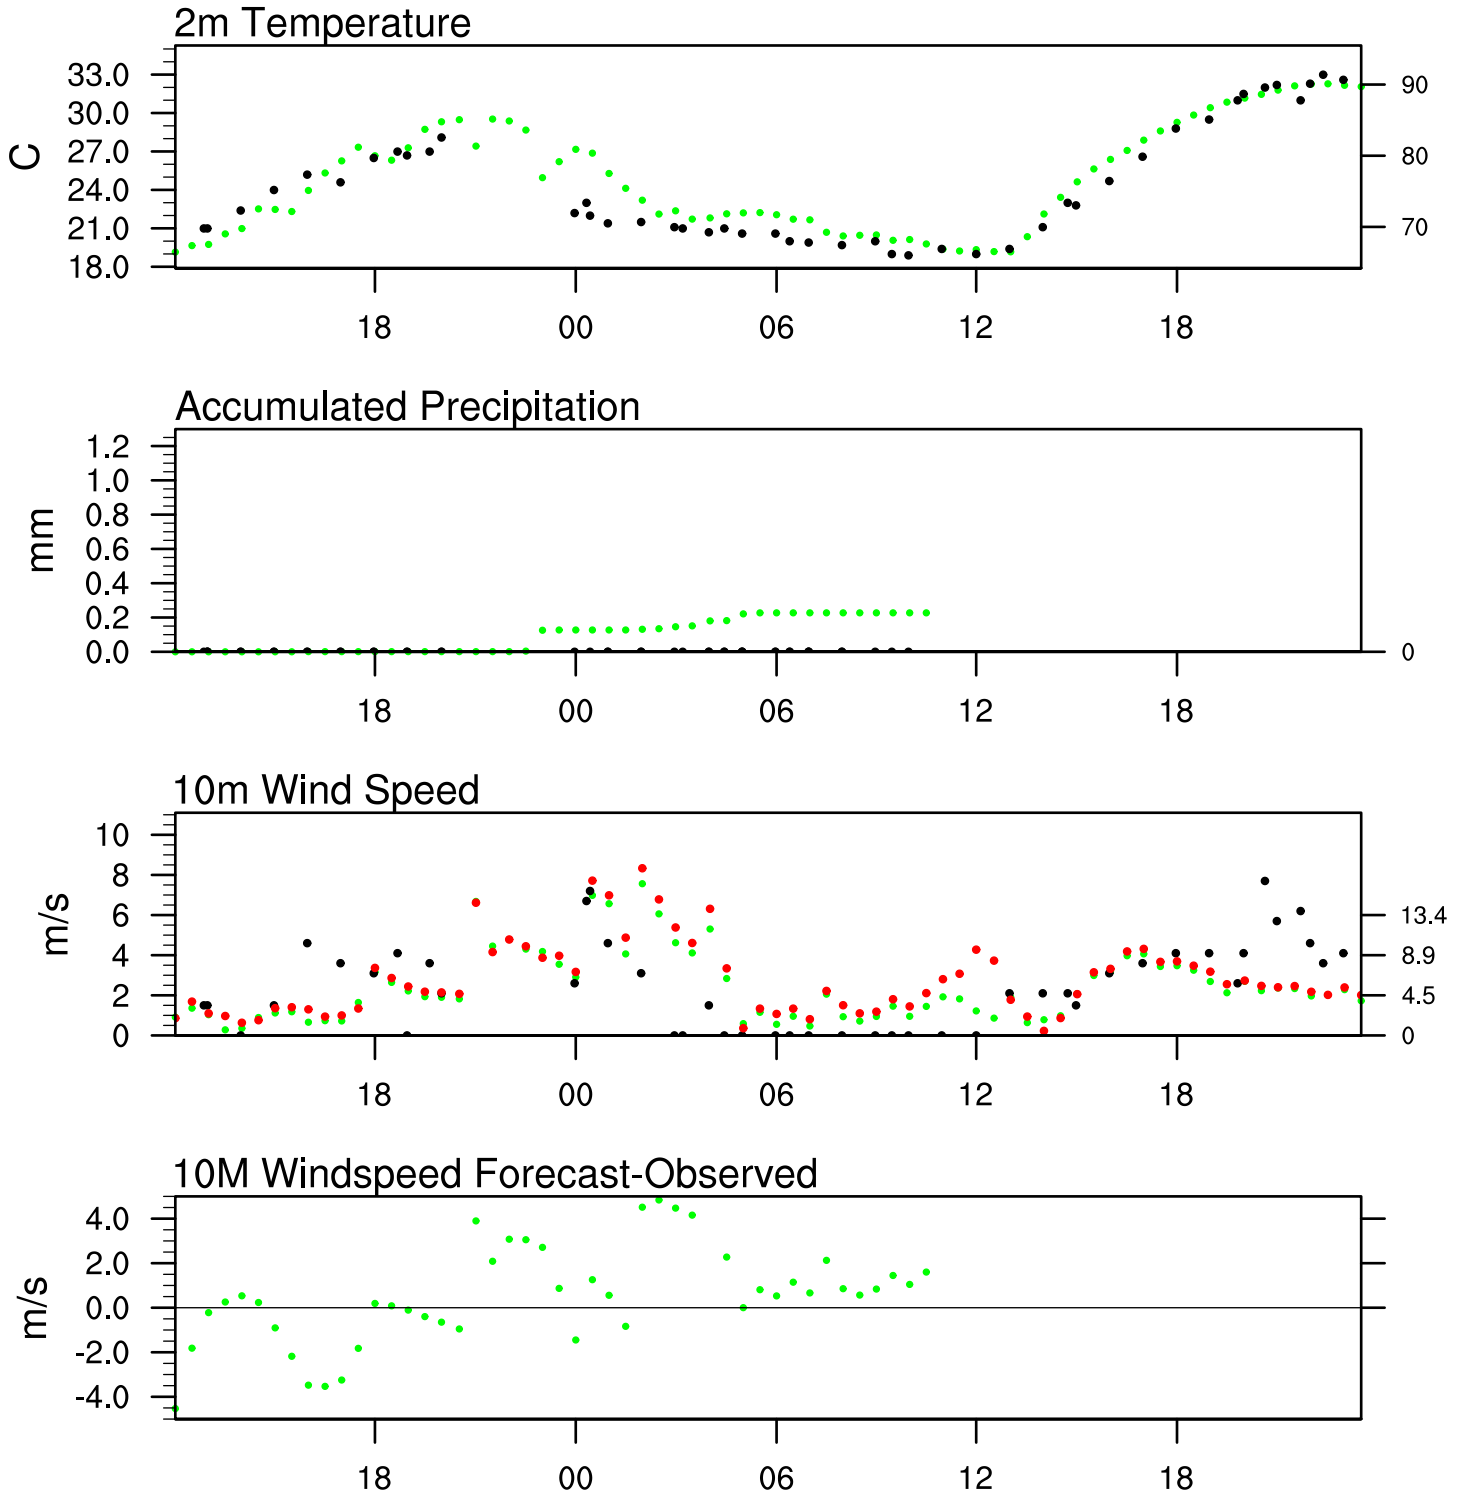 2m Temperature
C
33.0
30.0
27.0
24.0
21.0
18.0
90
80
70
18 00 06 12 18
Accumulated Precipitation
mm
1.2
1.0
0.8
0.6
0.4
0.2
0.0
0
18 00 06 12 18
10m Wind Speed
m/s
10
8
6
4
2
0
13.4
8.9
4.5
0
18 00 06 12 18
10M Windspeed Forecast-Observed
m/s
4.0
2.0
0.0
-2.0
-4.0
18 00 06 12 18